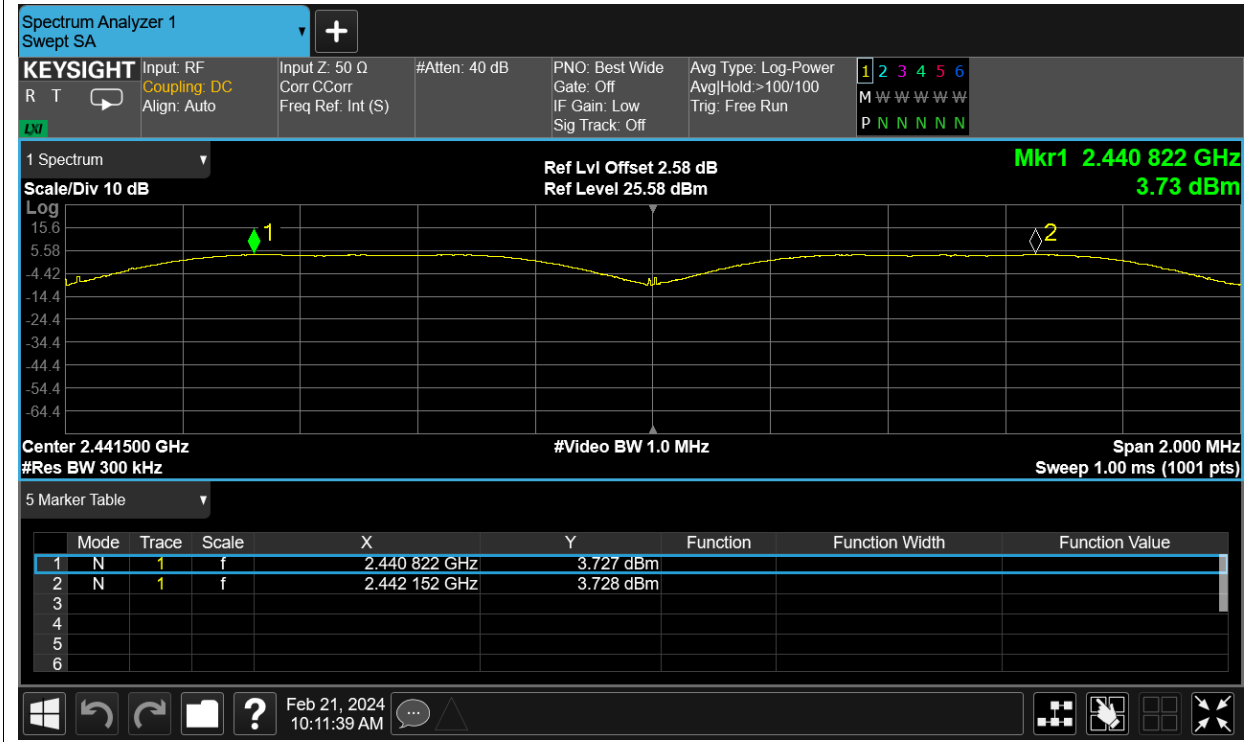 Spectrum Analyzer 1
Swept SA
KEYSIGHT
R T
LXI
Input: RF
Coupling: DC
Align: Auto
Input Z: 50 Ω
Corr CCorr
Freq Ref: Int (S)
#Atten: 40 dB
PNO: Best Wide
Gate: Off
IF Gain: Low
Sig Track: Off
Avg Type: Log-Power
Avg|Hold:>100/100
Trig: Free Run
1 2 3 4 5 6
M W W W W W
P N N N N N
1 Spectrum
Scale/Div 10 dB
Ref Lvl Offset 2.58 dB
Ref Level 25.58 dBm
Mkr1 2.440 822 GHz
3.73 dBm
Log
15.6
5.58
-4.42
-14.4
-24.4
-34.4
-44.4
-54.4
-64.4
1
2
Center 2.441500 GHz
#Video BW 1.0 MHz
Span 2.000 MHz
#Res BW 300 kHz
Sweep 1.00 ms (1001 pts)
5 Marker Table
Mode Trace Scale X Y Function Function Width Function Value
1 N 1 f 2.440 822 GHz 3.727 dBm
2 N 1 f 2.442 152 GHz 3.728 dBm
3
4
5
6
?
Feb 21, 2024
10:11:39 AM